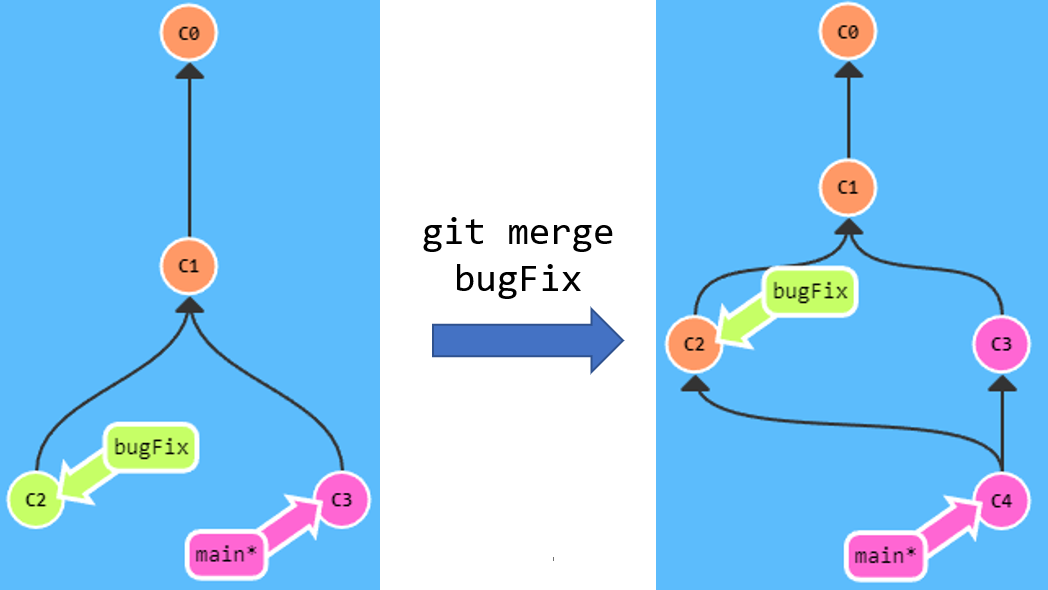 C0
C1
bugFix
C2
C3
main*
git merge
bugFix
C0
C1
bugFix
C2
C3
C4
main*